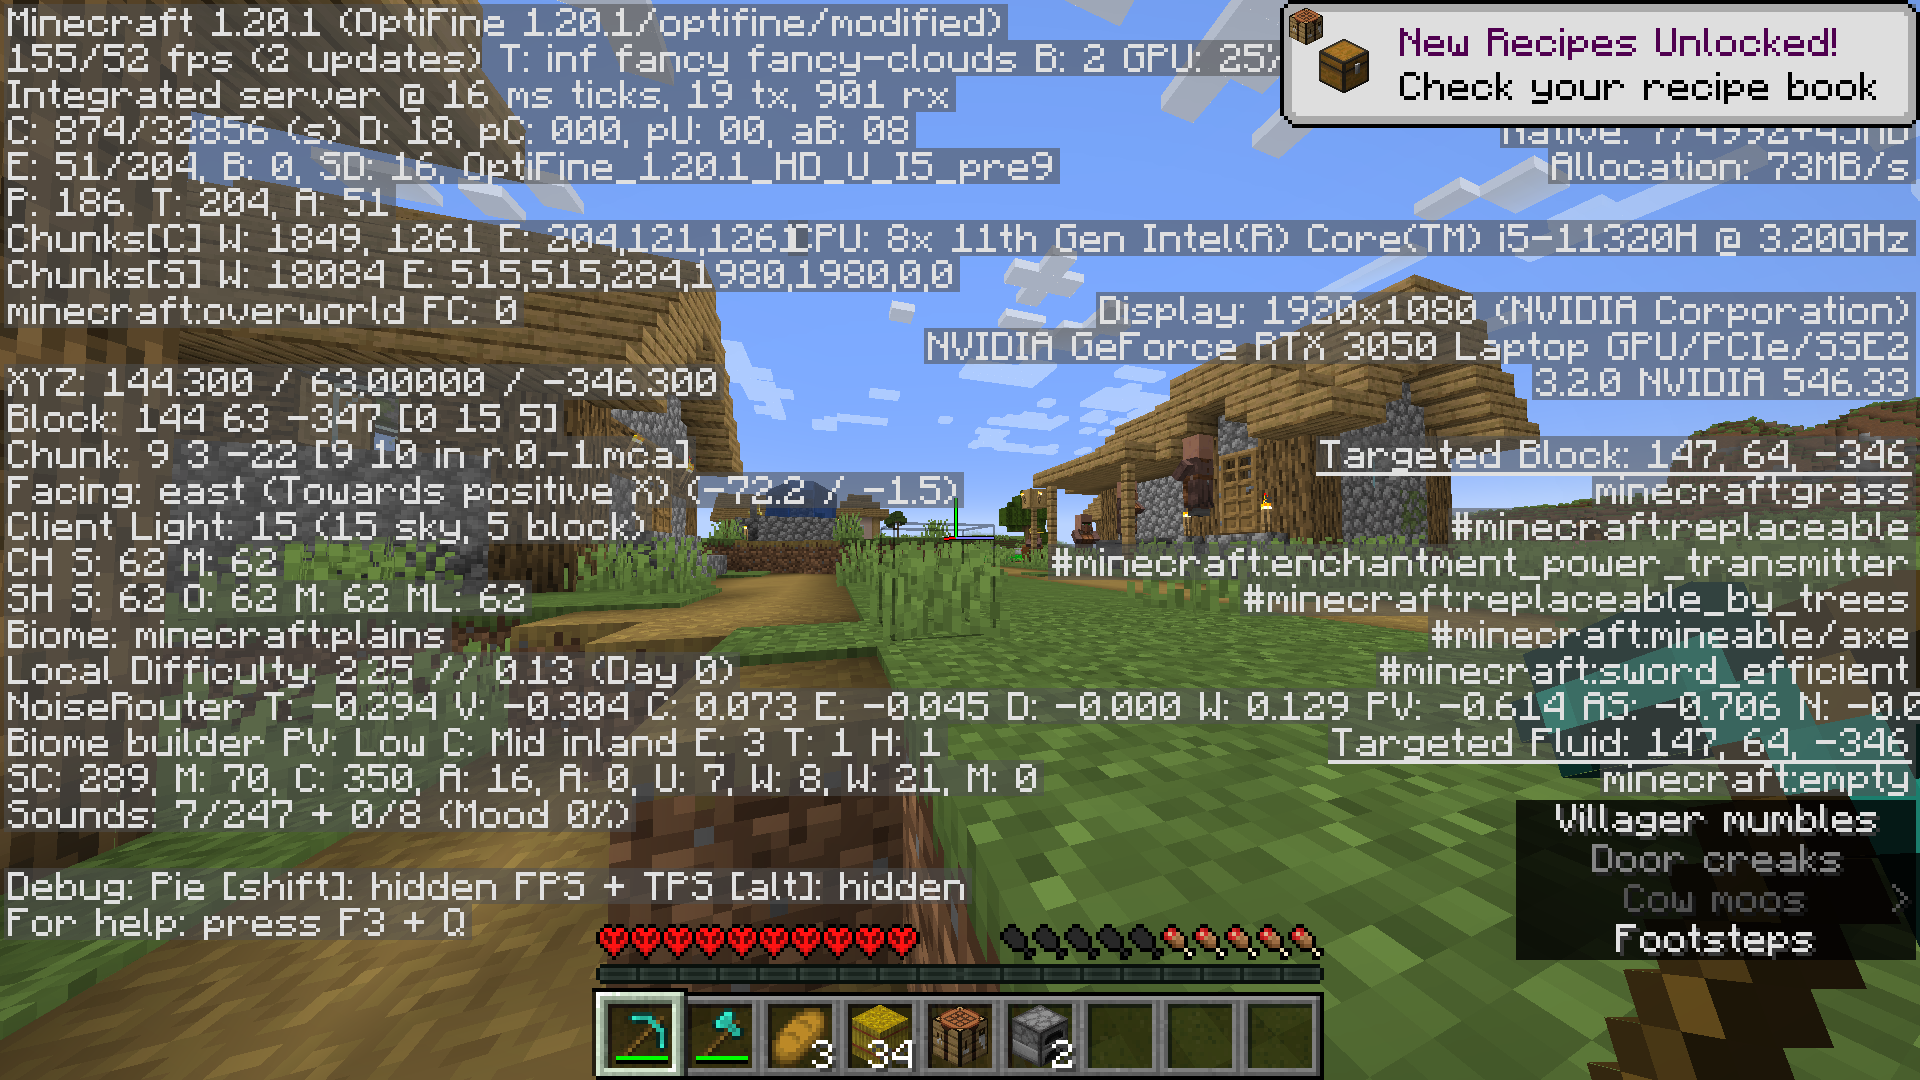 Minecraft 1.20.1 (OptiFine 1.20.1/optifine/modified)
155/52 fps (2 updates) T: inf fancy fancy-clouds B: 2 GPU: 25%
Integrated server @ 16 ms ticks, 19 tx, 901 rx
C: 874/32856 (s) D: 18, pC: 000, pU: 00, aB: 08
E: 51/204, B: 0, SD: 16, OptiFine_1.20.1_HD_U_I5_pre9
P: 186. T: 204, A: 51
Chunks[C] W: 1849, 1261 E: 204,121,1261
Chunks[S] W: 18084 E: 515,515,284,1980,1980,0,0
minecraft:overworld FC: 0
XYZ: 144.300 / 63.00000 / -346.300
Block: 144 63 -347 [0 15 5]
Chunk: 9 3 -22 [9 10 in r.0.-1.mca]
Facing: east (Towards positive X) (-72.2 / -1.5)
Client Light: 15 (15 sky, 5 block)
CH S: 62 M: 62
SH S: 62 O: 62 M: 62 ML: 62
Biome: minecraft:plains
Local Difficulty: 2.25 // 0.13 (Day 0)
NoiseRouter T: -0.294 V: -0.304 C: 0.073 E: -0.045 D: -0.000 W: 0.129 PV: -0.614 AS: -0.706 N: -0.0
Biome builder PV: Low C: Mid inland E: 3 T: 1 H: 1
SC: 289, M: 70, C: 350, A: 16, A: 0, U: 7, W: 8, W: 21, M: 0
Sounds: 7/247 + 0/8 (Mood 0%)
Debug: Pie [shift]: hidden FPS + TPS [alt]: hidden
For help: press F3 + Q
New Recipes Unlocked!
Check your recipe book
Allocation: 73MB/s
CPU: 8x 11th Gen Intel(R) Core(TM) i5-11320H @ 3.20GHz
Display: 1920x1080 (NVIDIA Corporation)
NVIDIA GeForce RTX 3050 Laptop GPU/PCIe/SSE2
3.2.0 NVIDIA 546.33
Targeted Block: 147, 64, -346
minecraft:grass
#minecraft:replaceable
#minecraft:enchantment_power_transmitter
#minecraft:replaceable_by_trees
#minecraft:mineable/axe
#minecraft:sword_efficient
Targeted Fluid: 147, 64, -346
minecraft:empty
Villager mumbles
Door creaks
Cow moos >
Footsteps
3 34 2